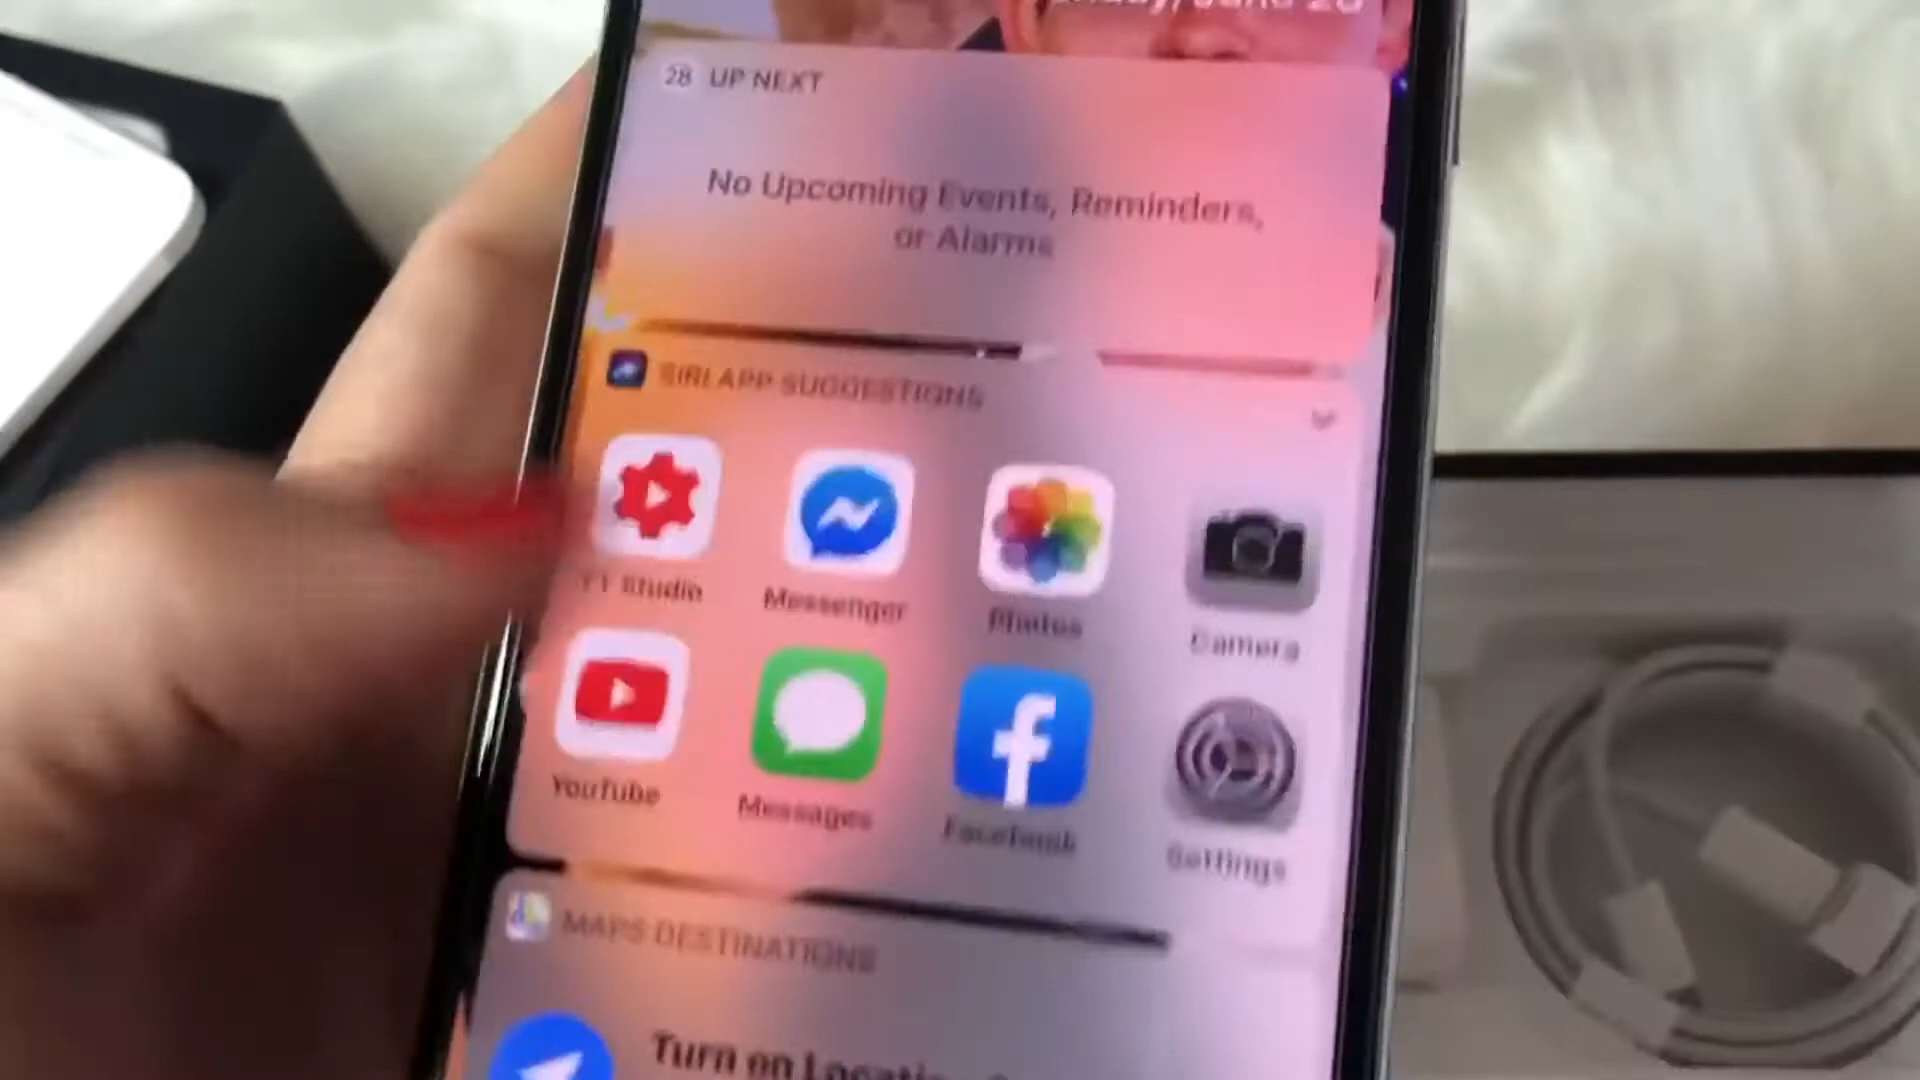 28 UP NEXT
No Upcoming Events, Reminders,
or Alarms
SIRI APP SUGGESTIONS
Studio Messenger Photos Camera
YouTube Messages Facebook Settings
MAPS DESTINATIONS
Turn on